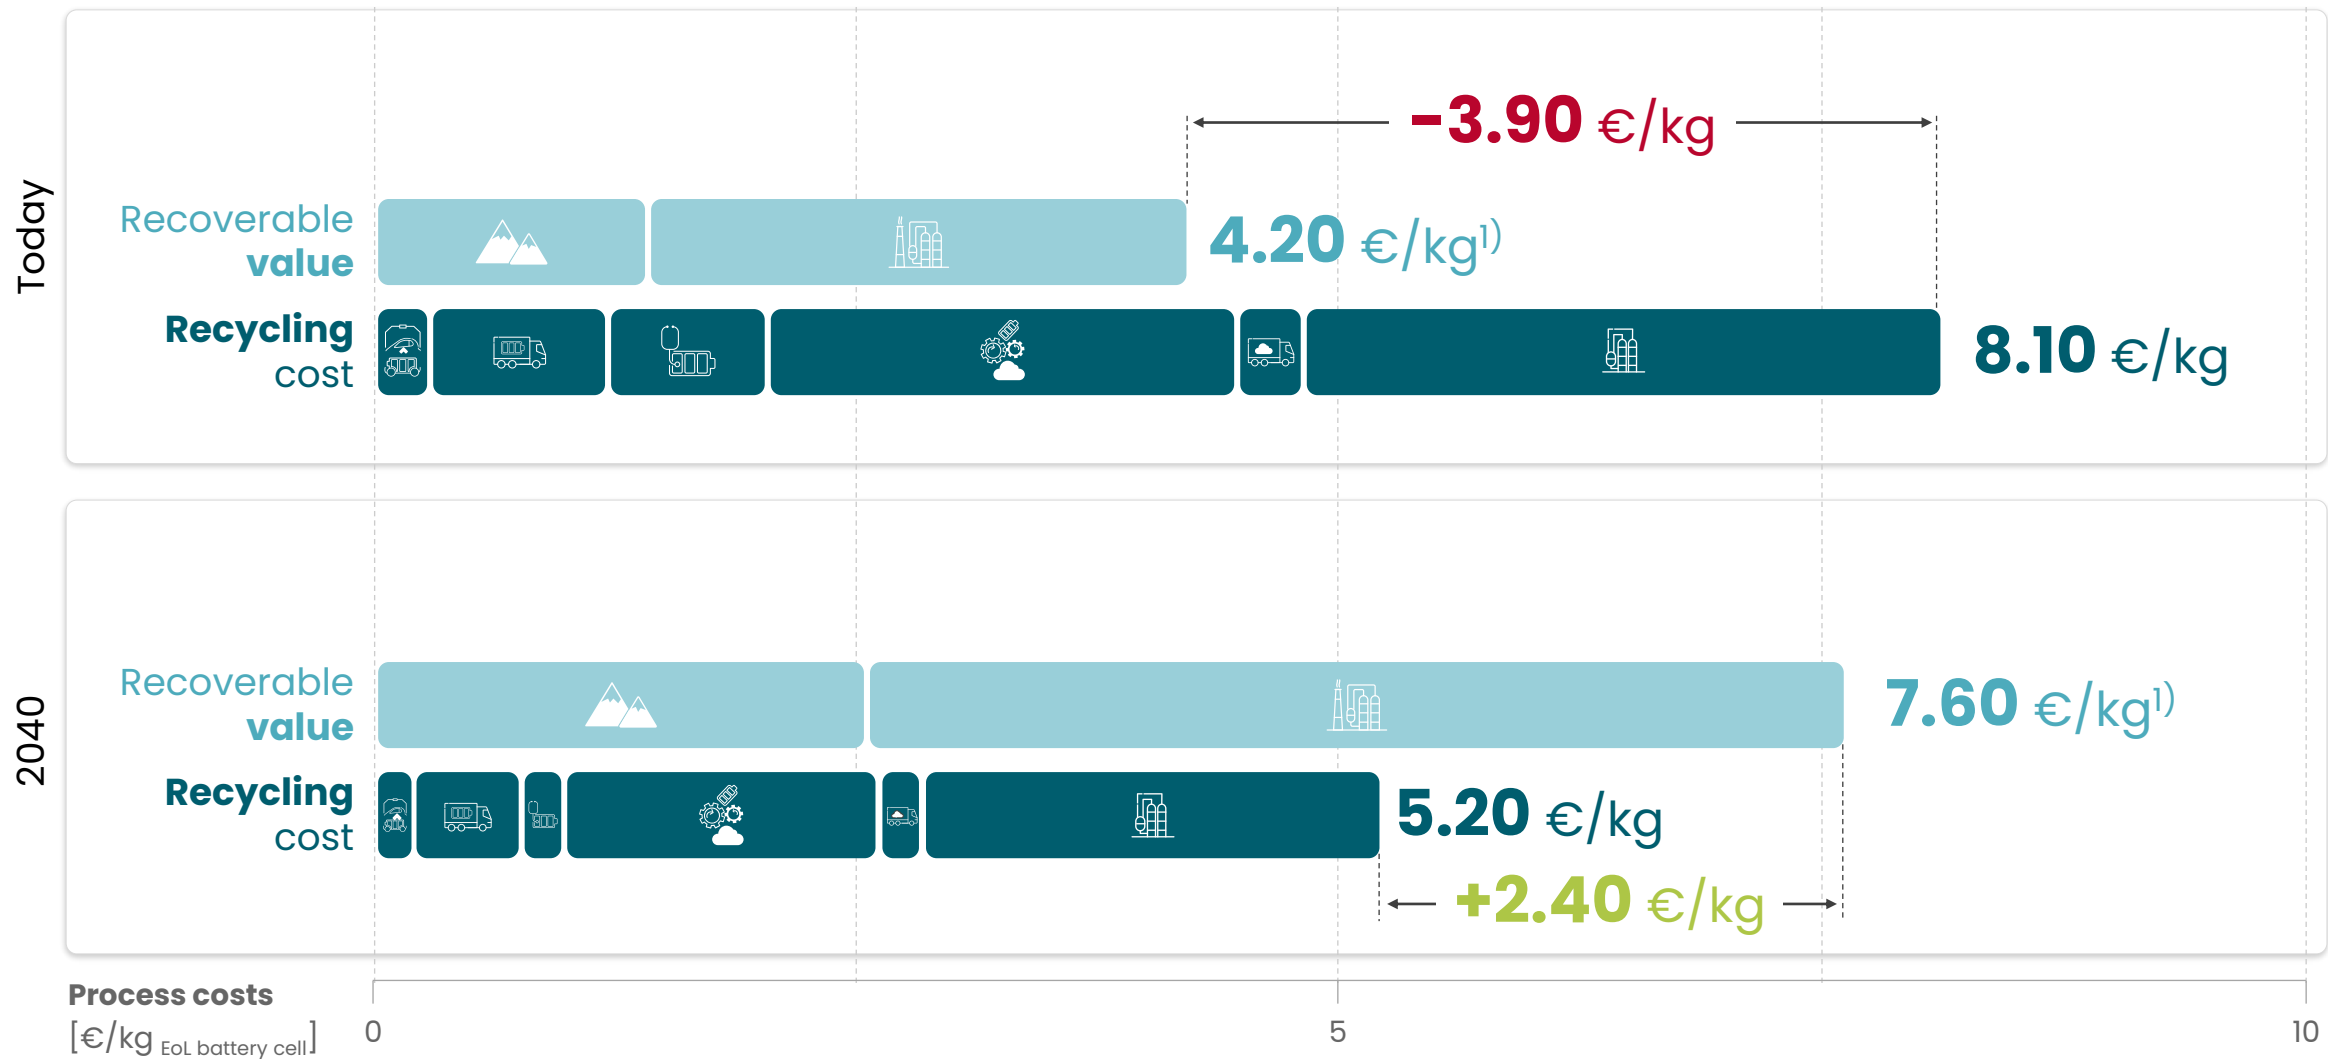 Today
-3.90 €/kg
Recoverable
value
4.20 €/kg¹⁾
Recycling
cost
8.10 €/kg
2040
Recoverable
value
7.60 €/kg¹⁾
Recycling
cost
5.20 €/kg
+2.40 €/kg
Process costs
[€/kg EoL battery cell]
0
5
10